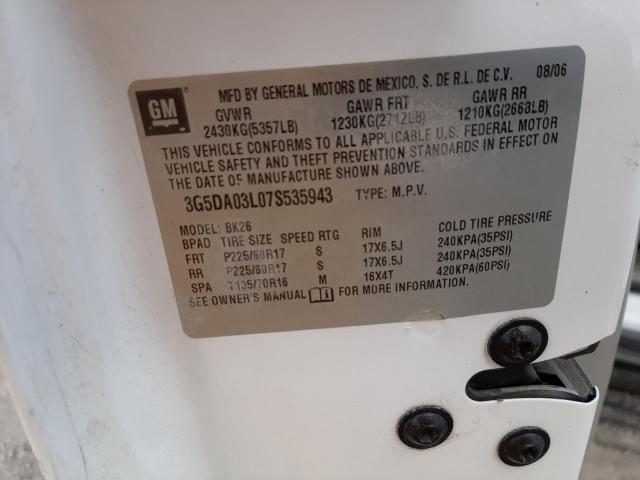 GM
MFD BY GENERAL MOTORS DE MEXICO, S. DE R.L. DE C.V. 08/06
GVWR GAWR FRT GAWR RR
2430KG(5357LB) 1230KG(2712LB) 1210KG(2668LB)
THIS VEHICLE CONFORMS TO ALL APPLICABLE U.S. FEDERAL MOTOR
VEHICLE SAFETY AND THEFT PREVENTION STANDARDS IN EFFECT ON
THE DATE OF MANUFACTURE SHOWN ABOVE.
3G5DA03L07S535943 TYPE: M.P.V.
MODEL: BK26
BPAD TIRE SIZE SPEED RTG RIM COLD TIRE PRESSURE
FRT P225/60R17 S 17X6.5J 240KPA(35PSI)
RR P225/60R17 S 17X6.5J 240KPA(35PSI)
SPA T135/70R16 M 16X4T 420KPA(60PSI)
SEE OWNER'S MANUAL FOR MORE INFORMATION.